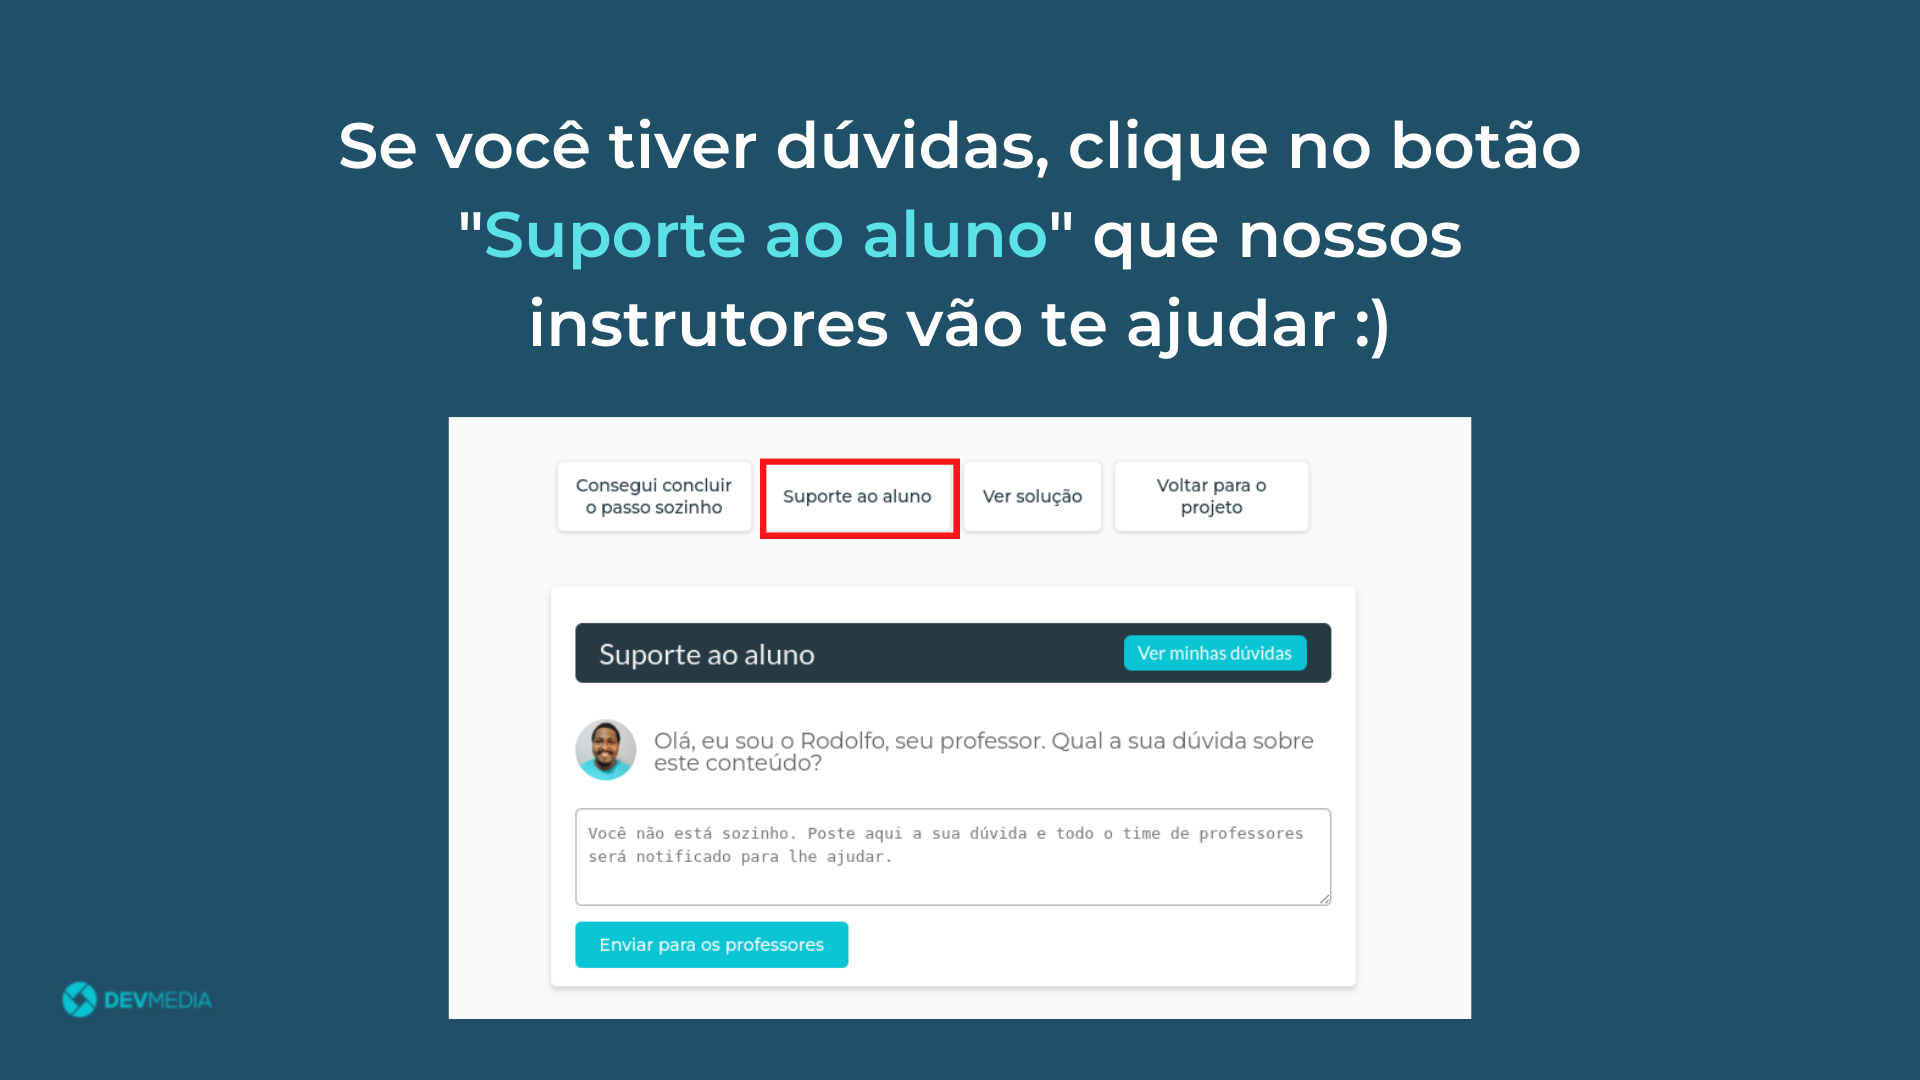 Se você tiver dúvidas, clique no botão
"Suporte ao aluno" que nossos
instrutores vão te ajudar :)
Consegui concluir
o passo sozinho
Suporte ao aluno
Ver solução
Voltar para o
projeto
Suporte ao aluno
Ver minhas dúvidas
Olá, eu sou o Rodolfo, seu professor. Qual a sua dúvida sobre
este conteúdo?
Você não está sozinho. Poste aqui a sua dúvida e todo o time de professores
será notificado para lhe ajudar.
Enviar para os professores
DEVMEDIA